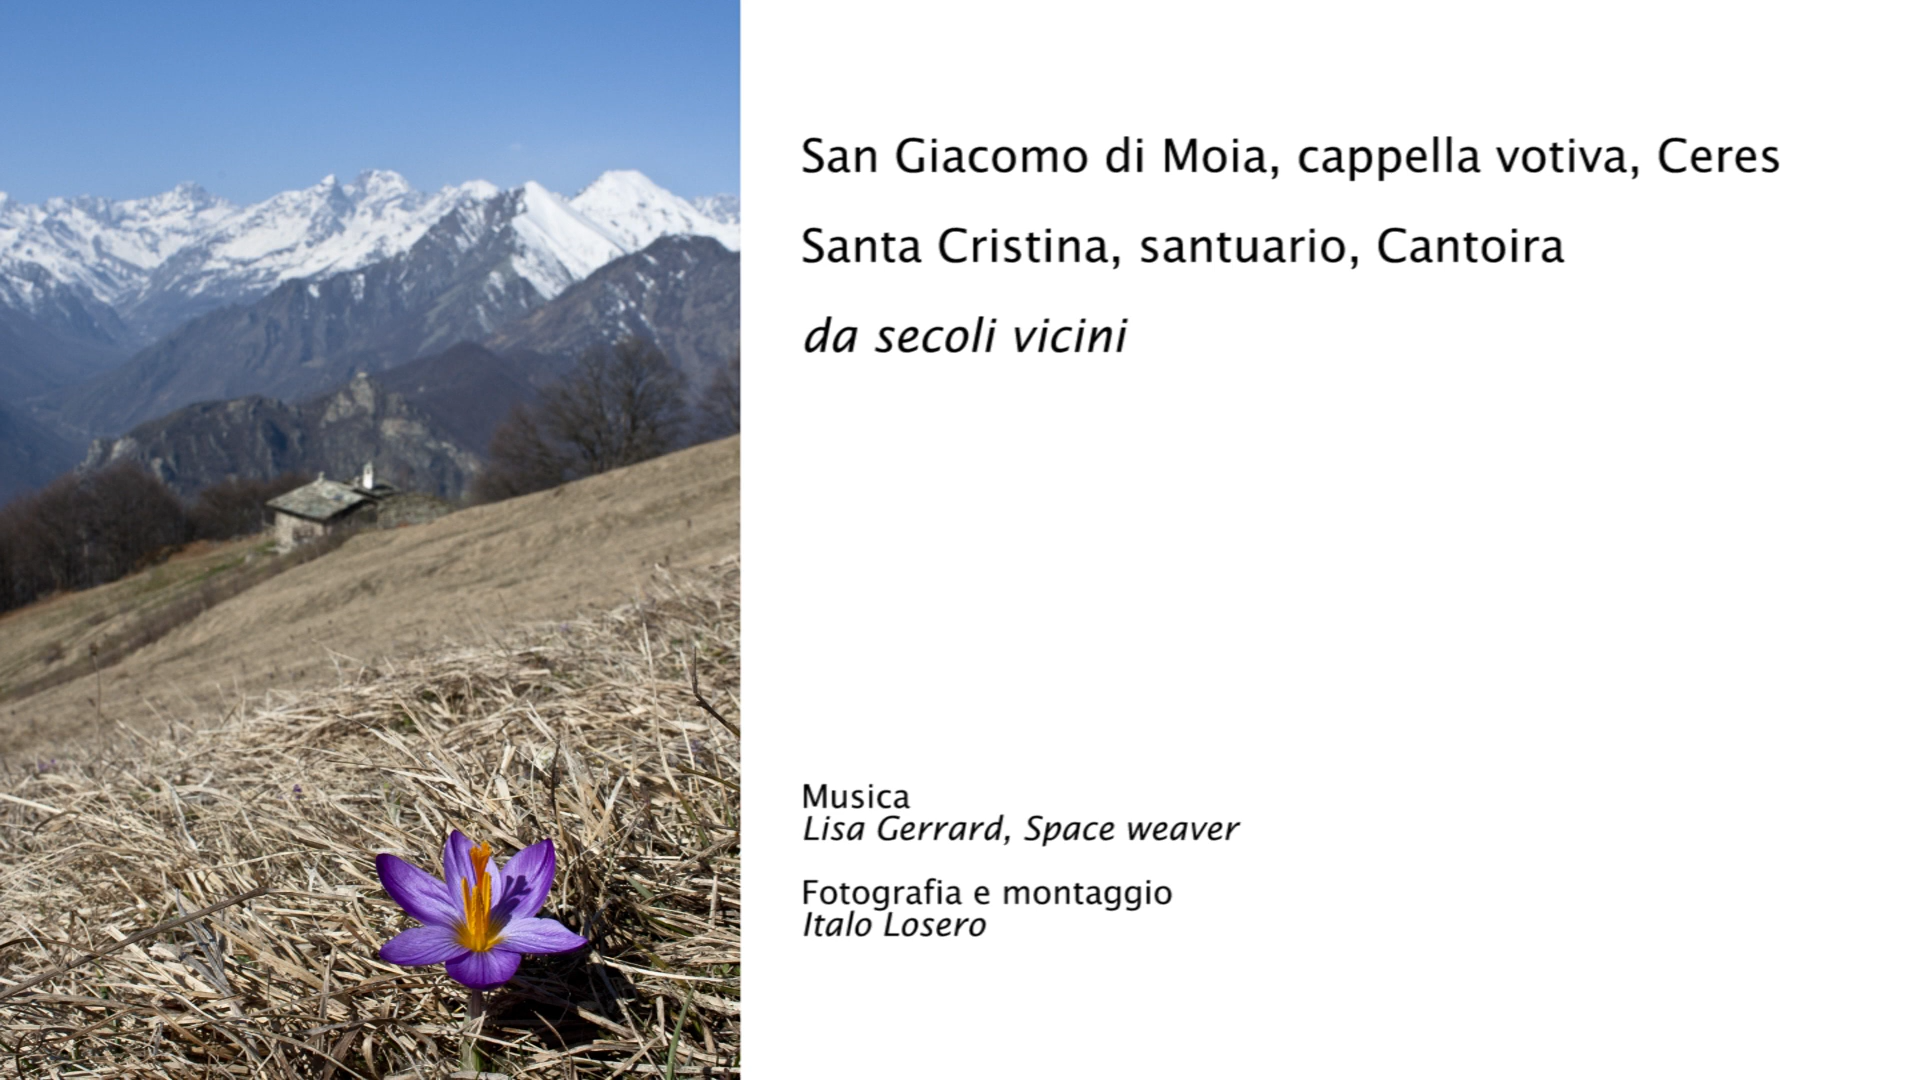 San Giacomo di Moia, cappella votiva, Ceres
Santa Cristina, santuario, Cantoira
da secoli vicini
Musica
Lisa Gerrard, Space weaver
Fotografia e montaggio
Italo Losero